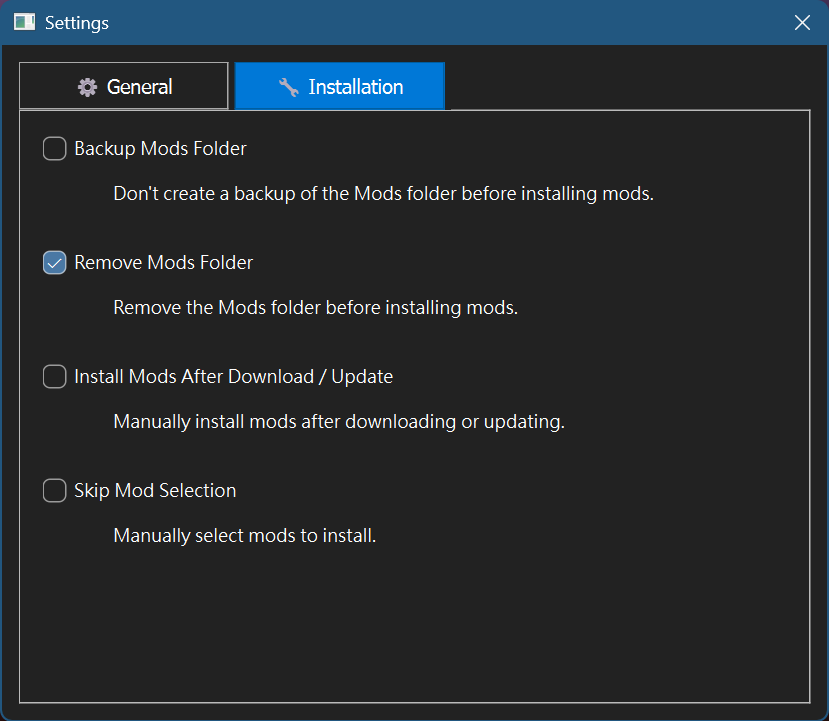 Settings
General
Installation
Backup Mods Folder
Don't create a backup of the Mods folder before installing mods.
Remove Mods Folder
Remove the Mods folder before installing mods.
Install Mods After Download / Update
Manually install mods after downloading or updating.
Skip Mod Selection
Manually select mods to install.